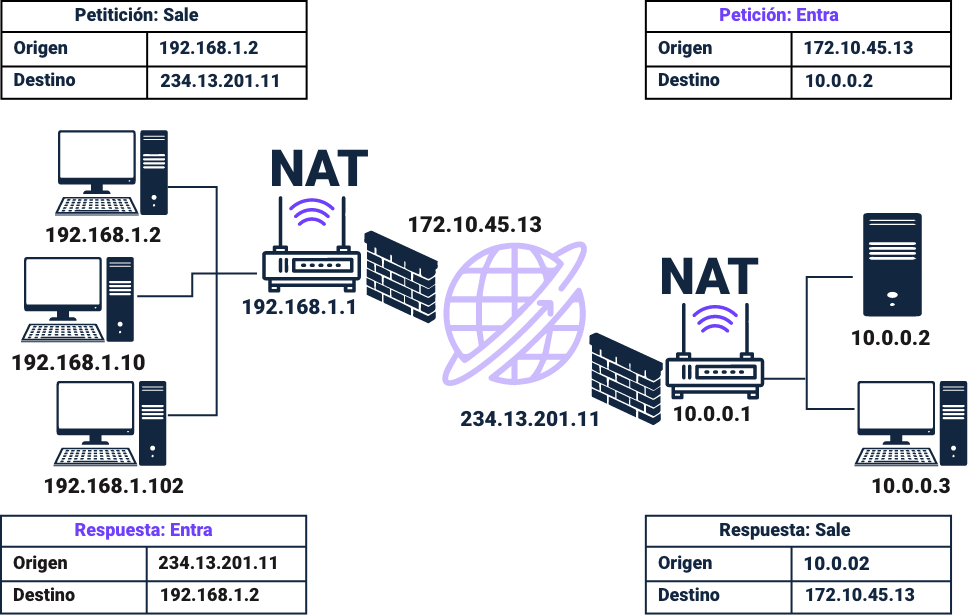 Petitición: Sale
Origen 192.168.1.2
Destino 234.13.201.11
Petición: Entra
Origen 172.10.45.13
Destino 10.0.0.2
NAT
192.168.1.2
172.10.45.13
192.168.1.1
192.168.1.10
192.168.1.102
NAT
10.0.0.2
234.13.201.11
10.0.0.1
10.0.0.3
Respuesta: Entra
Origen 234.13.201.11
Destino 192.168.1.2
Respuesta: Sale
Origen 10.0.02
Destino 172.10.45.13